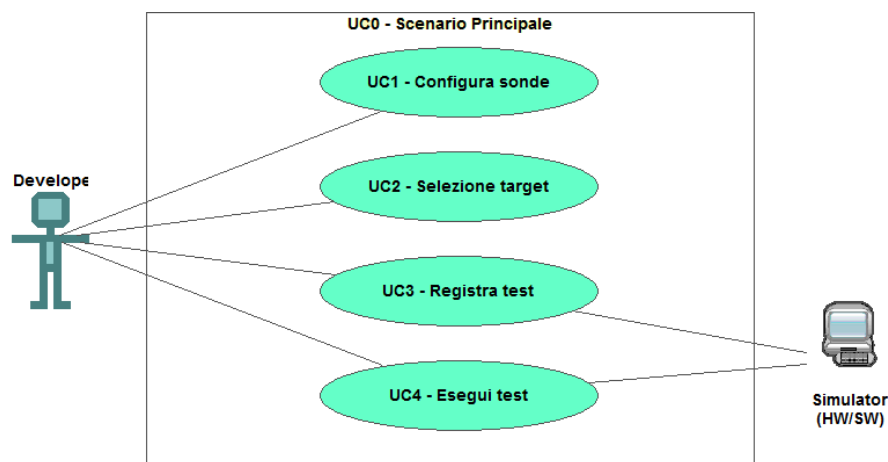 UC0 - Scenario Principale
UC1 - Configura sonde
Develope
UC2 - Selezione target
UC3 - Registra test
UC4 - Esegui test
Simulator
(HW/SW)